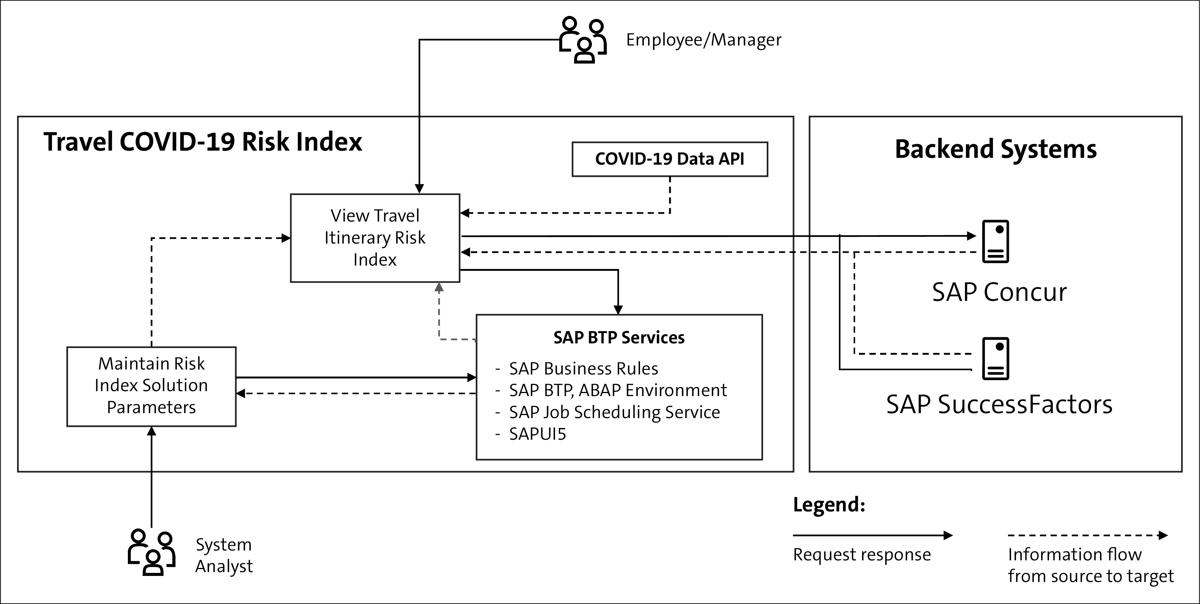 Employee/Manager
Travel COVID-19 Risk Index
COVID-19 Data API
View Travel
Itinerary Risk
Index
SAP BTP Services
- SAP Business Rules
- SAP BTP, ABAP Environment
- SAP Job Scheduling Service
- SAPUI5
Maintain Risk
Index Solution
Parameters
System
Analyst
Backend Systems
SAP Concur
SAP SuccessFactors
Legend:
Request response
Information flow
from source to target